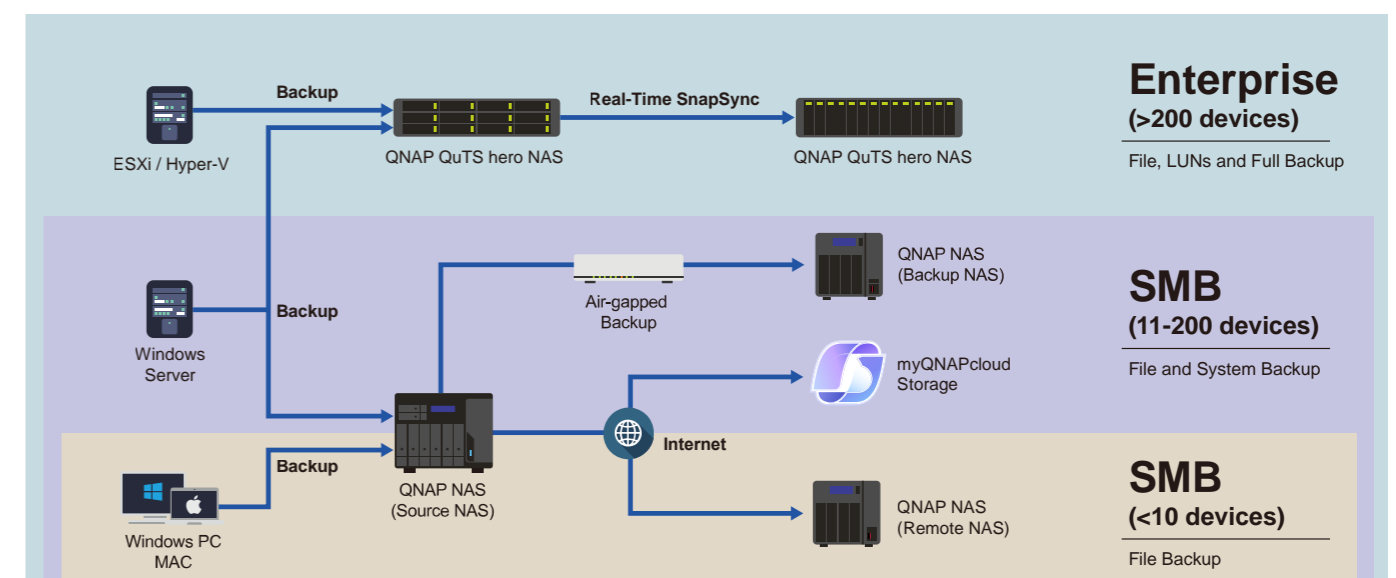 Backup
Real-Time SnapSync
ESXi / Hyper-V
QNAP QuTS hero NAS
QNAP QuTS hero NAS
Enterprise
(>200 devices)
File, LUNs and Full Backup
Windows
Server
Backup
Air-gapped
Backup
QNAP NAS
(Backup NAS)
myQNAPcloud
Storage
SMB
(11-200 devices)
File and System Backup
Windows PC
MAC
Backup
QNAP NAS
(Source NAS)
Internet
QNAP NAS
(Remote NAS)
SMB
(<10 devices)
File Backup